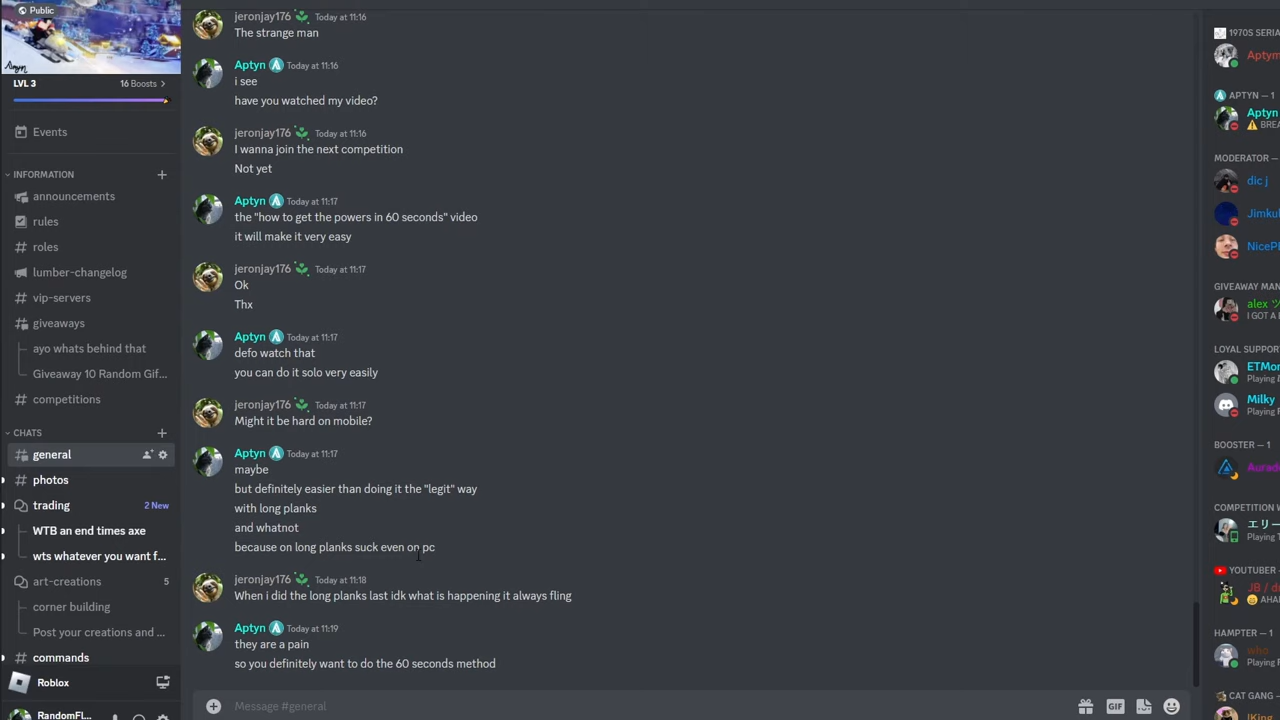 Public
LVL 3
16 Boosts
Events
INFORMATION
announcements
rules
roles
lumber-changelog
vip-servers
giveaways
ayo whats behind that
Giveaway 10 Random Gif...
competitions
CHATS
general
photos
trading
2 New
WTB an end times axe
wts whatever you want f...
art-creations
5
corner building
Post your creations and ...
commands
Roblox
RandomFL...
jeronjay176 Today at 11:16
The strange man
Aptyn Today at 11:16
i see
have you watched my video?
jeronjay176 Today at 11:16
I wanna join the next competition
Not yet
Aptyn Today at 11:17
the "how to get the powers in 60 seconds" video
it will make it very easy
jeronjay176 Today at 11:17
Ok
Thx
Aptyn Today at 11:17
defo watch that
you can do it solo very easily
jeronjay176 Today at 11:17
Might it be hard on mobile?
Aptyn Today at 11:17
maybe
but definitely easier than doing it the "legit" way
with long planks
and whatnot
because on long planks suck even on pc
jeronjay176 Today at 11:18
When i did the long planks last idk what is happening it always fling
Aptyn Today at 11:19
they are a pain
so you definitely want to do the 60 seconds method
Message #general
GIF
1970S SERIA
Aptym
APTYN — 1
Aptyn
BREA
MODERATOR
dic j
Jimkul
NicePl
GIVEAWAY MAN
alex ツ
I GOT A B
LOYAL SUPPORT
ETMor
Playing
Milky
Playing
BOOSTER — 1
Aurado
COMPETITION W
エリー
Playing T
YOUTUBER —
JB / dr
AHA
HAMPTER — 1
who
Playing F
CAT GANG —